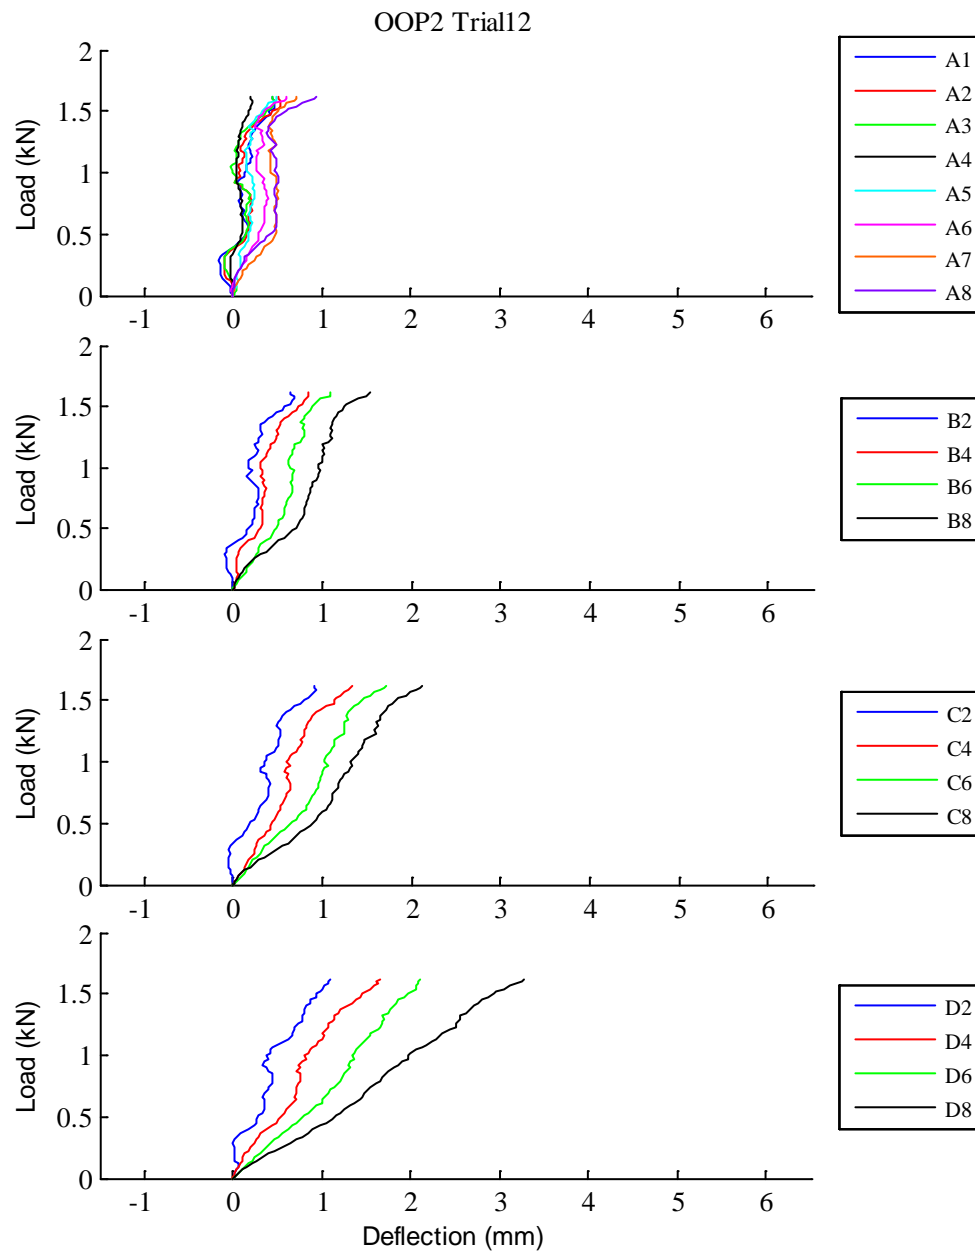 OOP2 Trial12
2
1.5
1
0.5
0
Load (kN)
-1 0 1 2 3 4 5 6
A1
A2
A3
A4
A5
A6
A7
A8
2
1.5
1
0.5
0
Load (kN)
-1 0 1 2 3 4 5 6
B2
B4
B6
B8
2
1.5
1
0.5
0
Load (kN)
-1 0 1 2 3 4 5 6
C2
C4
C6
C8
2
1.5
1
0.5
0
Load (kN)
-1 0 1 2 3 4 5 6
Deflection (mm)
D2
D4
D6
D8